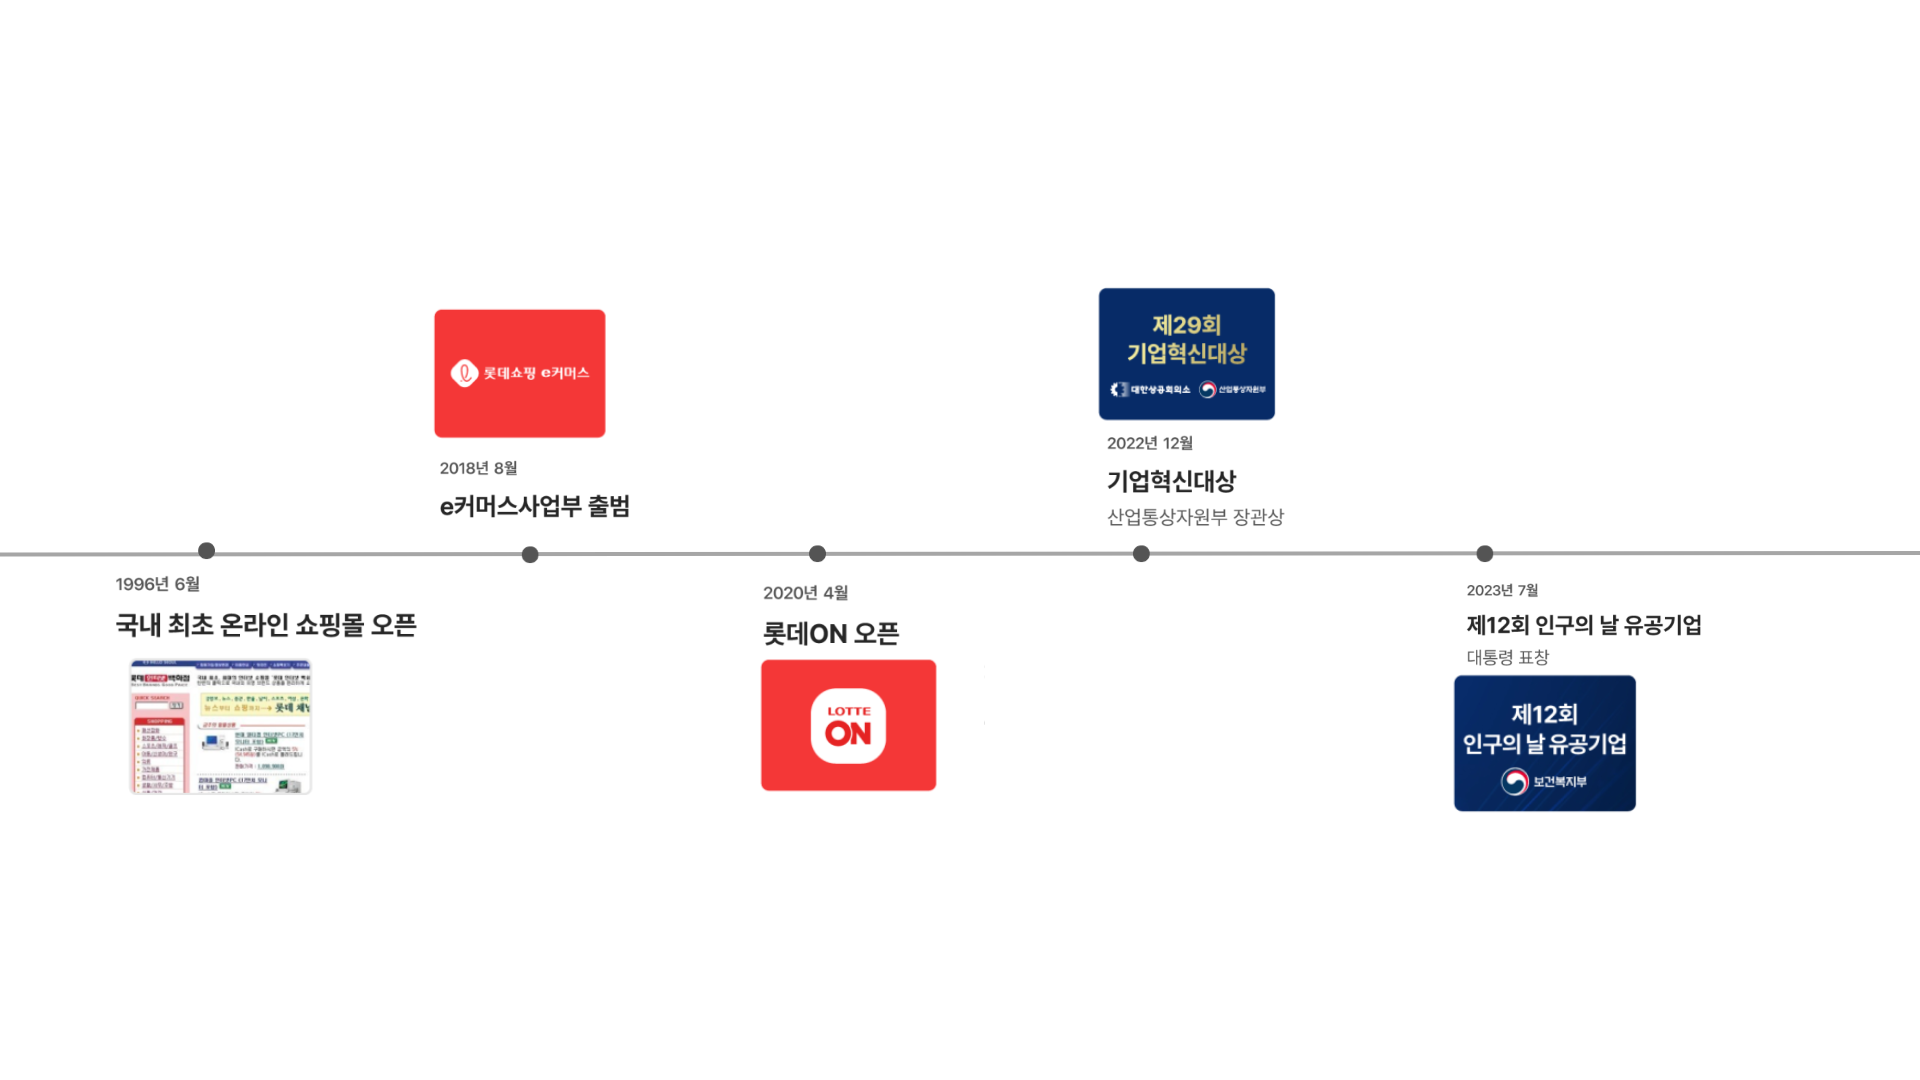 1996년 6월
국내 최초 온라인 쇼핑몰 오픈
QUICK SEARCH
롯데쇼핑 e커머스
2018년 8월
e커머스사업부 출범
2020년 4월
롯데ON 오픈
LOTTE
ON
제29회
기업혁신대상
대한상공회의소 산업통상자원부
2022년 12월
기업혁신대상
산업통상자원부 장관상
2023년 7월
제12회 인구의 날 유공기업
대통령 표창
제12회
인구의 날 유공기업
보건복지부